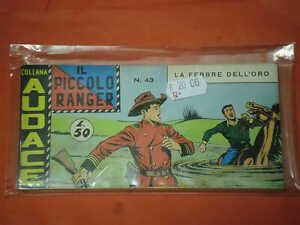 COLLANA
AUDACE
IL
PICCOLO
RANGER
N. 43
LA FEBBRE DELL'ORO
£.
50